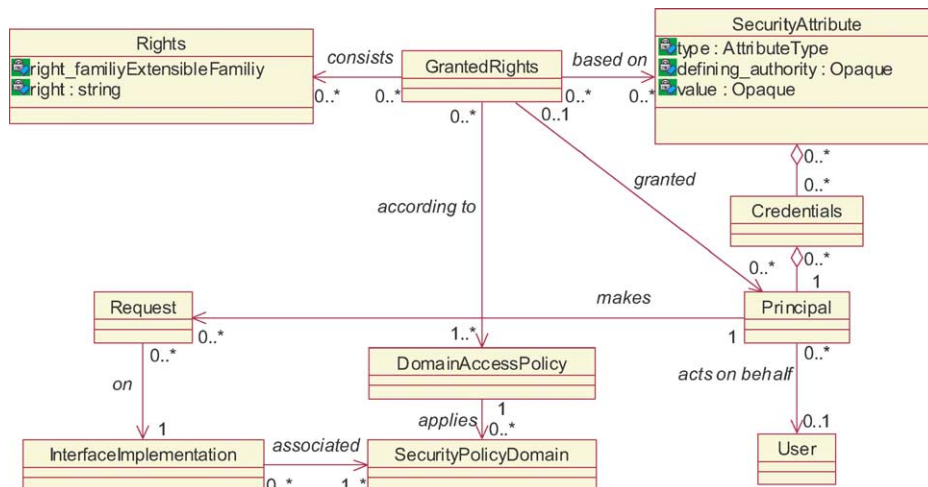 SecurityAttribute
Rights
type : AttributeType
consists
GrantedRights
based on
right_familiyExtensibleFamiliy
defining_authority : Opaque
right : string
value : Opaque
0..*
0..*
0..*
0..*
0..*
0..1
0..*
granted
0..*
according to
Credentials
0..*
0..*
1
Request
makes
Principal
0..*
1..*
1
0..*
0..*
DomainAccessPolicy
on
acts on behalf
1
1
applies
0..*
0..1
InterfaceImplementation
associated
SecurityPolicyDomain
User
0..*
1..*